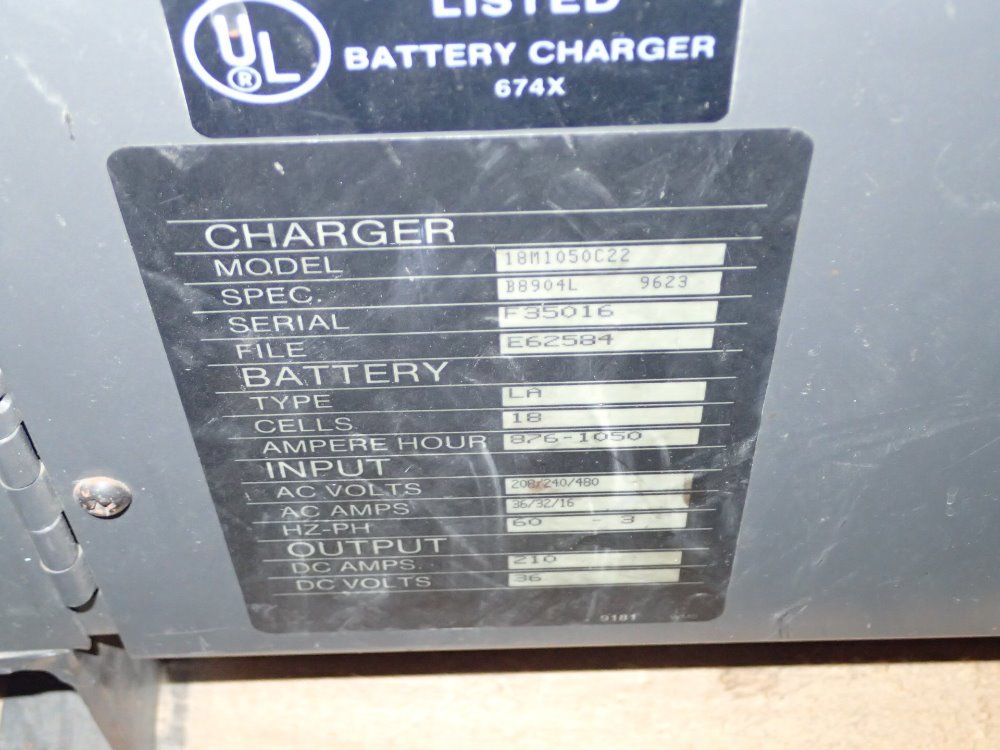 LISTED
UL®
BATTERY CHARGER
674X
CHARGER
MODEL 18M1050C22
SPEC. B8904L 9623
SERIAL F35016
FILE E62584
BATTERY
TYPE LA
CELLS 18
AMPERE HOUR 876-1050
INPUT
AC VOLTS 208/240/480
AC AMPS 36/32/16
HZ-PH 60 - 3
OUTPUT
DC AMPS. 210
DC VOLTS 36
9181